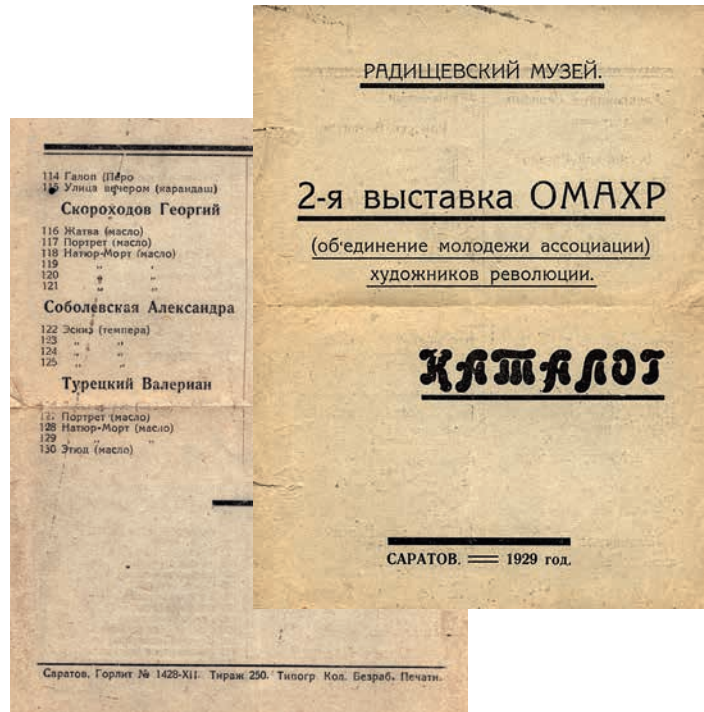 РАДИЩЕВСКИЙ МУЗЕЙ.
2-я выставка ОМАХР
(об'единение молодежи ассоциации)
художников революции.
КАТАЛОГ
САРАТОВ. 1929 год.
114 Галоп (Перо
115 Улица вечером (карандаш)
Скороходов Георгий
116 Жатва (масло)
117 Портрет (масло)
118 Натюр-Морт (масло)
119 „ „
120 „ „
121 „ „
Соболевская Александра
122 Эскиз (темпера)
123 „ „
124 „ „
125 „ „
Турецкий Валериан
Портрет (масло)
128 Натюр-Морт (масло)
129 „ „
130 Этюд (масло)
Саратов. Горлит № 1428-XII. Тираж 250. Типогр Кол. Безраб. Печати.